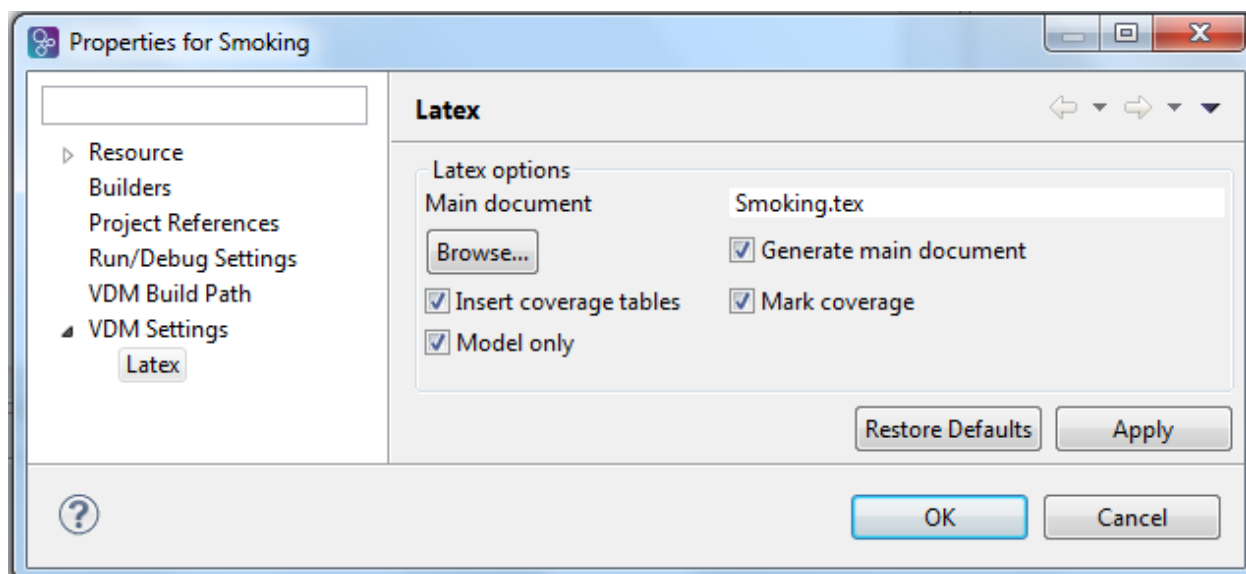 Properties for Smoking
Resource
Builders
Project References
Run/Debug Settings
VDM Build Path
VDM Settings
Latex
Latex
Latex options
Main document Smoking.tex
Browse... Generate main document
Insert coverage tables Mark coverage
Model only
Restore Defaults Apply
? OK Cancel